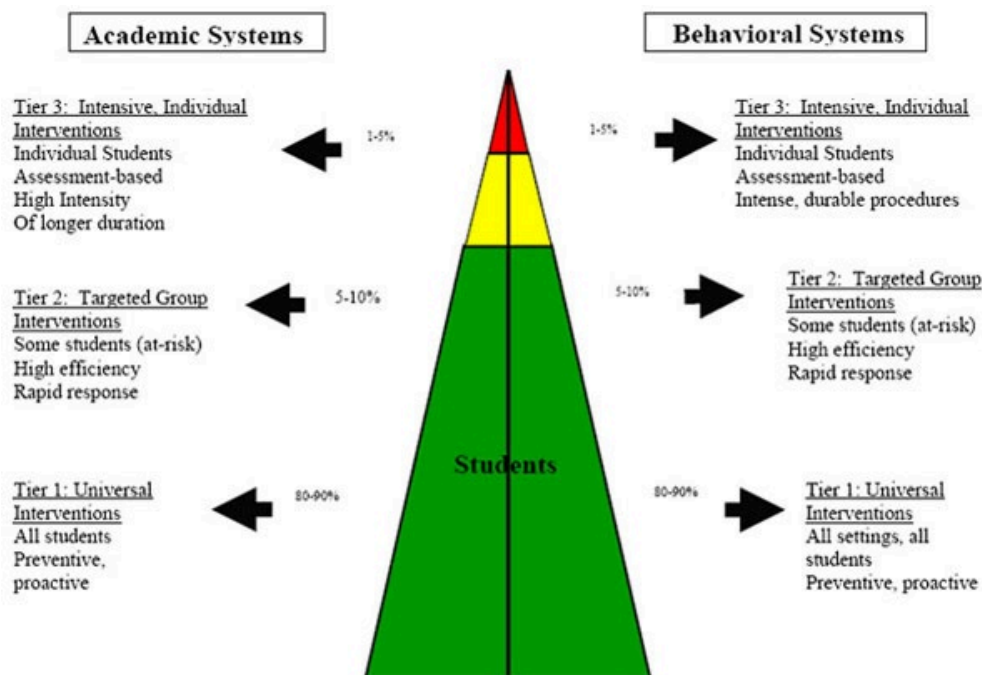 Academic Systems
Tier 3: Intensive, Individual
Interventions
Individual Students
Assessment-based
High Intensity
Of longer duration
1-5%
Tier 2: Targeted Group
Interventions
Some students (at-risk)
High efficiency
Rapid response
5-10%
Tier 1: Universal
Interventions
All students
Preventive,
proactive
80-90%
Students
Behavioral Systems
1-5%
Tier 3: Intensive, Individual
Interventions
Individual Students
Assessment-based
Intense, durable procedures
5-10%
Tier 2: Targeted Group
Interventions
Some students (at-risk)
High efficiency
Rapid response
80-90%
Tier 1: Universal
Interventions
All settings, all
students
Preventive, proactive